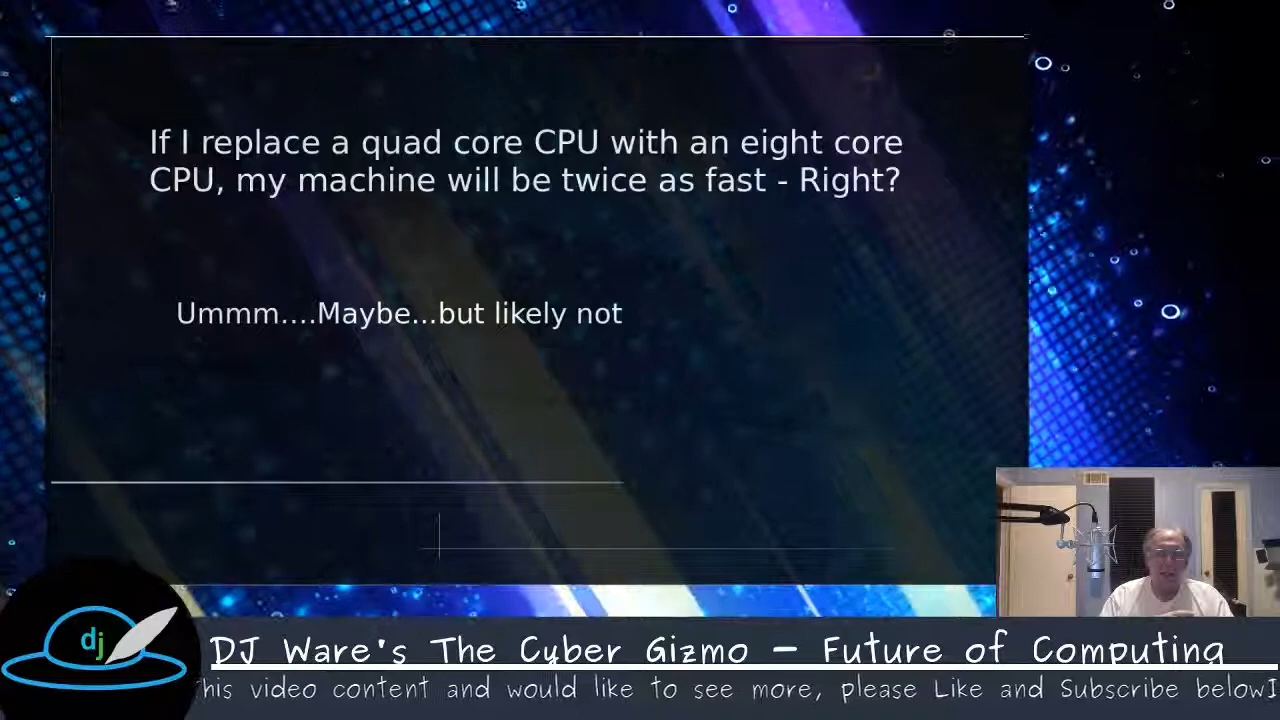 If I replace a quad core CPU with an eight core
CPU, my machine will be twice as fast - Right?
Ummm....Maybe...but likely not
dj
DJ Ware's The Cyber Gizmo – Future of Computing
his video content and would like to see more, please Like and Subscribe belowI